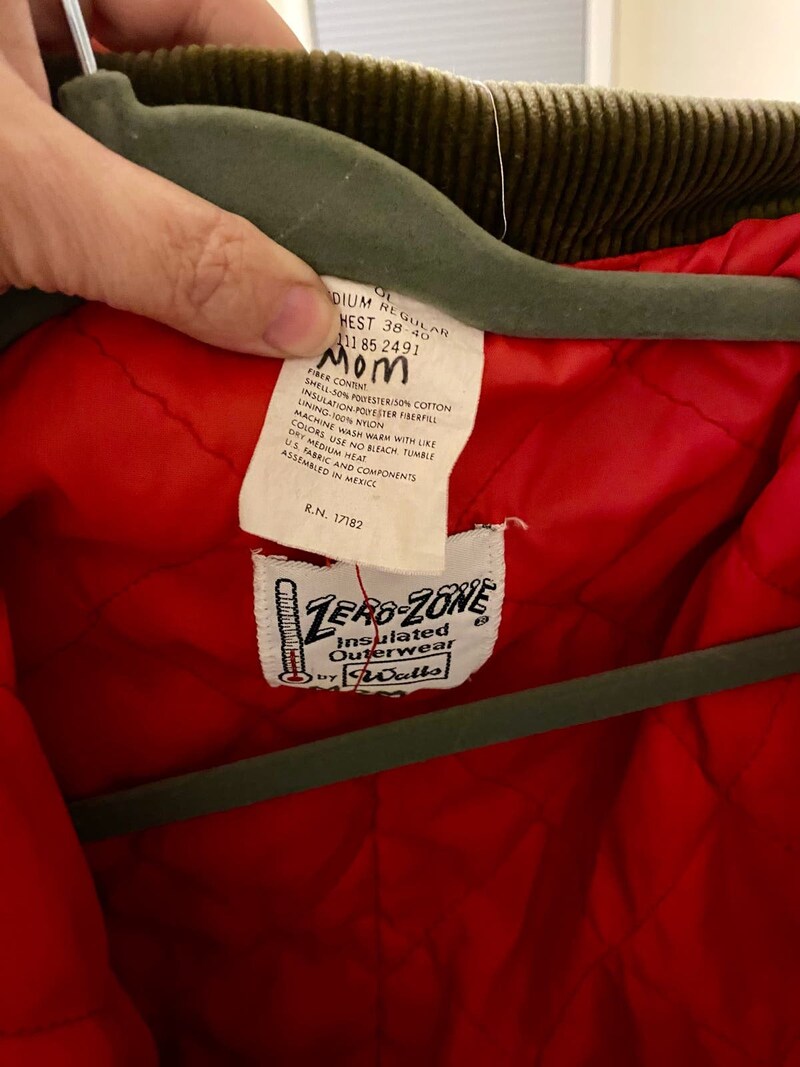 DIUM REGULAR
HEST 38-40
111 85 2491
MOM
FIBER CONTENT
SHELL-50% POLYESTER/50% COTTON
INSULATION-POLYESTER FIBERFILL
LINING-100% NYLON
MACHINE WASH WARM WITH LIKE
COLORS. USE NO BLEACH. TUMBLE
DRY MEDIUM HEAT.
U.S. FABRIC AND COMPONENTS
ASSEMBLED IN MEXICO
R.N. 17182
ZERO-ZONE ®
Insulated
Outerwear
by Walls